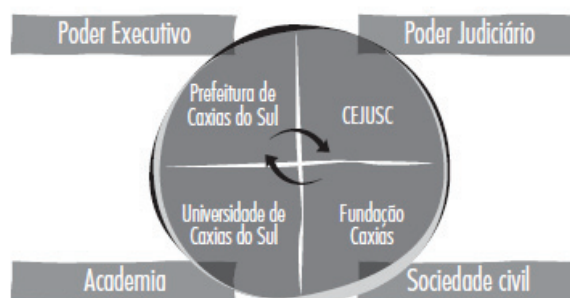 Poder Executivo
Poder Judiciário
Prefeitura de
Caxias do Sul
CEJUSC
Universidade de
Caxias do Sul
Fundação
Caxias
Academia
Sociedade civil